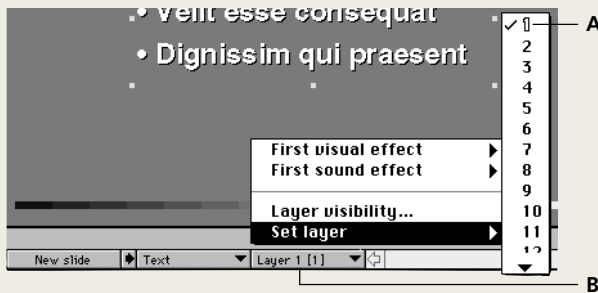 • Velit esse consequat
• Dignissim qui praesent
✓ 1
A
2
3
4
5
6
First visual effect
7
First sound effect
8
9
Layer visibility...
10
Set layer
11
12
New slide
Text
Layer 1 [1]
B